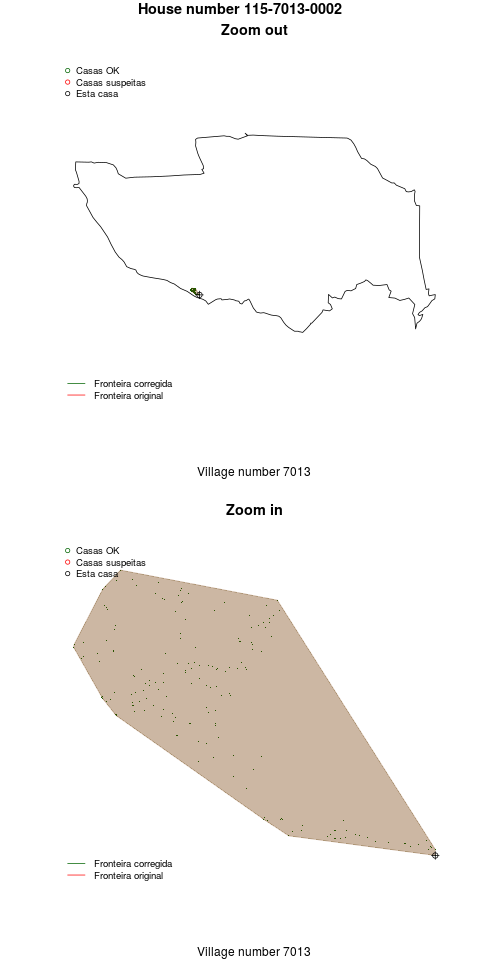 House number 115-7013-0002
Zoom out
Casas OK
Casas suspeitas
Esta casa
Fronteira corregida
Fronteira original
Village number 7013
Zoom in
Casas OK
Casas suspeitas
Esta casa
Fronteira corregida
Fronteira original
Village number 7013